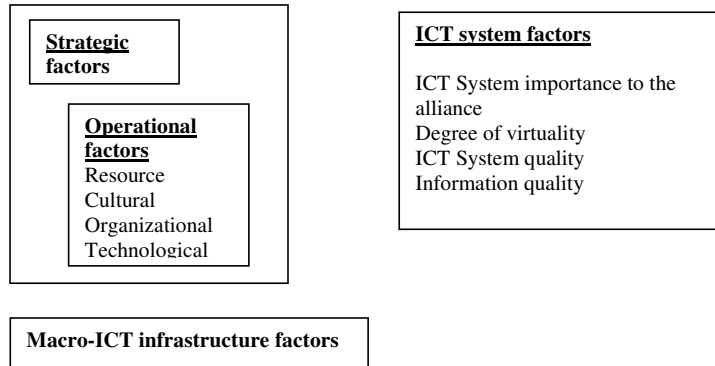 Strategic
factors
Operational
factors
Resource
Cultural
Organizational
Technological
ICT system factors
ICT System importance to the
alliance
Degree of virtuality
ICT System quality
Information quality
Macro-ICT infrastructure factors